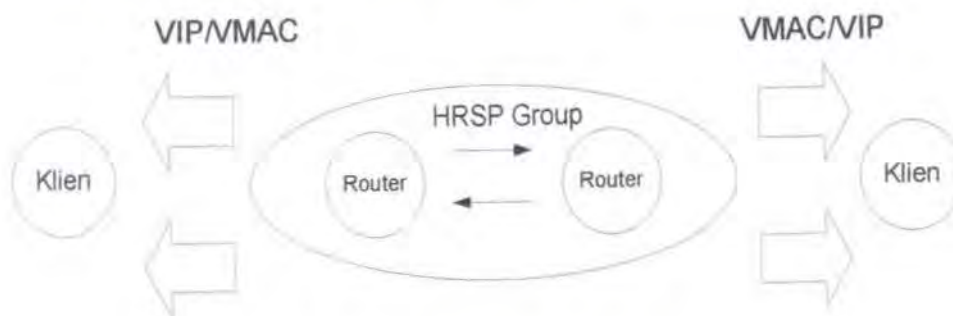 VIP/VMAC
VMAC/VIP
HRSP Group
Klien
Router
Router
Klien